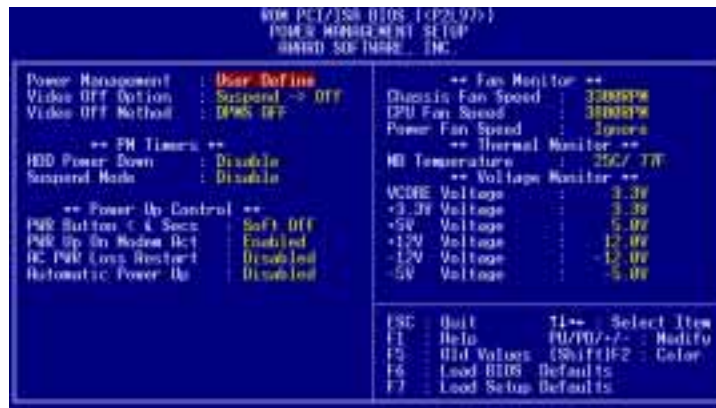 ROM PCI/ISA BIOS (<P2L97>)
POWER MANAGEMENT SETUP
AWARD SOFTWARE, INC.
Power Management : User Define
Video Off Option : Suspend -> Off
Video Off Method : DPMS OFF
** PM Timers **
HDD Power Down : Disable
Suspend Mode : Disable
** Power Up Control **
PWR Button < 4 Secs : Soft Off
PWR Up On Modem Act : Enabled
AC PWR Loss Restart : Disabled
Automatic Power Up : Disabled
** Fan Monitor **
Chassis Fan Speed : 3300RPM
CPU Fan Speed : 3800RPM
Power Fan Speed : Ignore
** Thermal Monitor **
MB Temperature : 25C/ 77F
** Voltage Monitor **
VCORE Voltage : 3.3V
+3.3V Voltage : 3.3V
+5V Voltage : 5.0V
+12V Voltage : 12.0V
-12V Voltage : -12.0V
-5V Voltage : -5.0V
ESC : Quit ↑↓→← : Select Item
F1 : Help PU/PD/+/- : Modify
F5 : Old Values (Shift)F2 : Color
F6 : Load BIOS Defaults
F7 : Load Setup Defaults